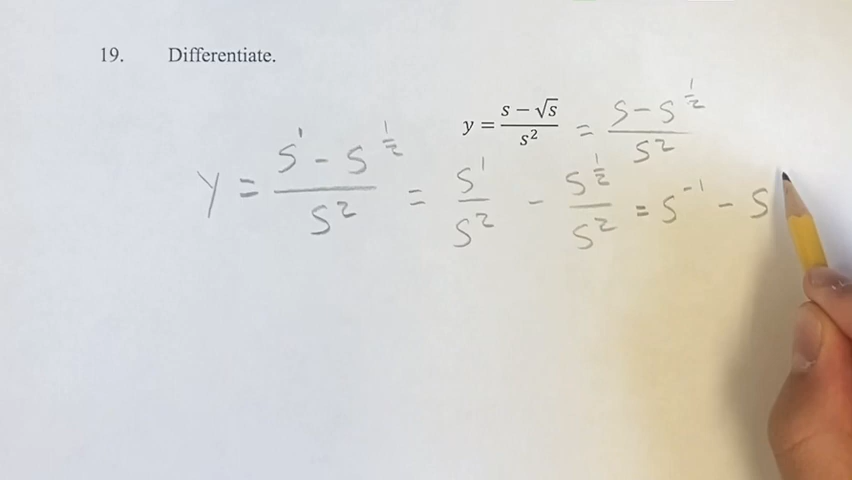 19. Differentiate.
y = (s − √s)/s² = (s − s^(1/2))/s²
y = (s¹ − s^(1/2))/s² = s¹/s² − s^(1/2)/s² = s⁻¹ − s